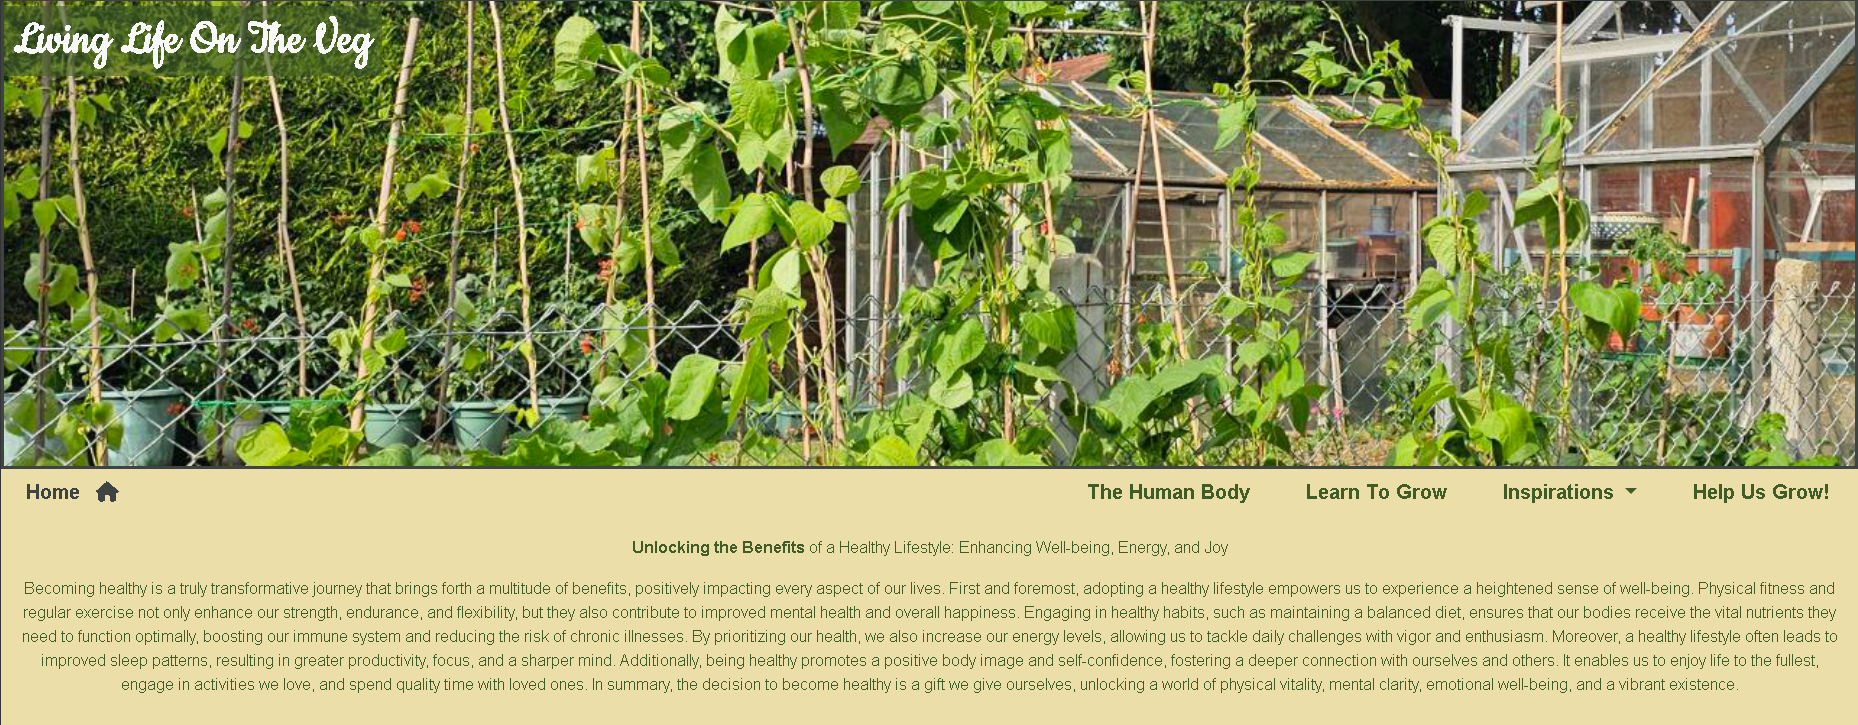 Living Life On The Veg
Home
The Human Body
Learn To Grow
Inspirations
Help Us Grow!
Unlocking the Benefits of a Healthy Lifestyle: Enhancing Well-being, Energy, and Joy
Becoming healthy is a truly transformative journey that brings forth a multitude of benefits, positively impacting every aspect of our lives. First and foremost, adopting a healthy lifestyle empowers us to experience a heightened sense of well-being. Physical fitness and
regular exercise not only enhance our strength, endurance, and flexibility, but they also contribute to improved mental health and overall happiness. Engaging in healthy habits, such as maintaining a balanced diet, ensures that our bodies receive the vital nutrients they
need to function optimally, boosting our immune system and reducing the risk of chronic illnesses. By prioritizing our health, we also increase our energy levels, allowing us to tackle daily challenges with vigor and enthusiasm. Moreover, a healthy lifestyle often leads to
improved sleep patterns, resulting in greater productivity, focus, and a sharper mind. Additionally, being healthy promotes a positive body image and self-confidence, fostering a deeper connection with ourselves and others. It enables us to enjoy life to the fullest,
engage in activities we love, and spend quality time with loved ones. In summary, the decision to become healthy is a gift we give ourselves, unlocking a world of physical vitality, mental clarity, emotional well-being, and a vibrant existence.